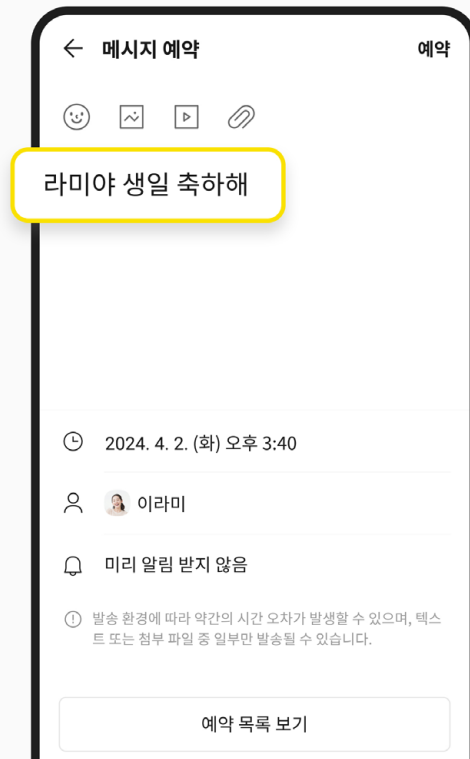 메시지 예약
예약
라미야 생일 축하해
2024. 4. 2. (화) 오후 3:40
이라미
미리 알림 받지 않음
발송 환경에 따라 약간의 시간 오차가 발생할 수 있으며, 텍스
트 또는 첨부 파일 중 일부만 발송될 수 있습니다.
예약 목록 보기